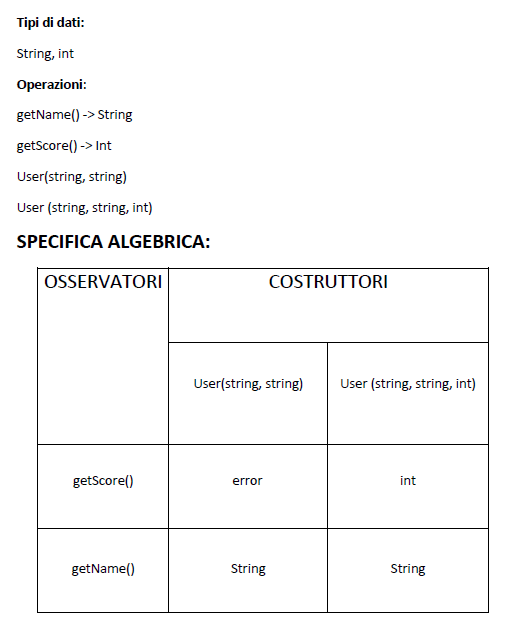 Tipi di dati:
String, int
Operazioni:
getName() -> String
getScore() -> Int
User(string, string)
User (string, string, int)
SPECIFICA ALGEBRICA:
OSSERVATORI COSTRUTTORI
User(string, string) User (string, string, int)
getScore() error int
getName() String String